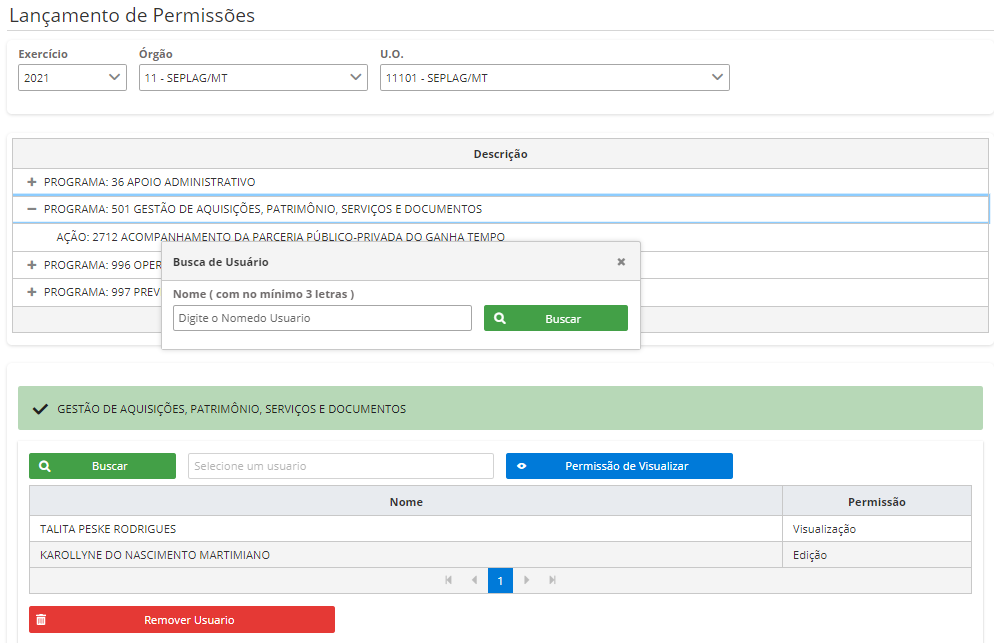 Lançamento de Permissões
Exercício Órgão U.O.
2021 11 - SEPLAG/MT 11101 - SEPLAG/MT
Descrição
+ PROGRAMA: 36 APOIO ADMINISTRATIVO
− PROGRAMA: 501 GESTÃO DE AQUISIÇÕES, PATRIMÔNIO, SERVIÇOS E DOCUMENTOS
AÇÃO: 2712 ACOMPANHAMENTO DA PARCERIA PÚBLICO-PRIVADA DO GANHA TEMPO
+ PROGRAMA: 996 OPER
+ PROGRAMA: 997 PREV
Busca de Usuário ×
Nome ( com no mínimo 3 letras )
Digite o Nomedo Usuario Buscar
GESTÃO DE AQUISIÇÕES, PATRIMÔNIO, SERVIÇOS E DOCUMENTOS
Buscar Selecione um usuario Permissão de Visualizar
Nome Permissão
TALITA PESKE RODRIGUES Visualização
KAROLLYNE DO NASCIMENTO MARTIMIANO Edição
1
Remover Usuario